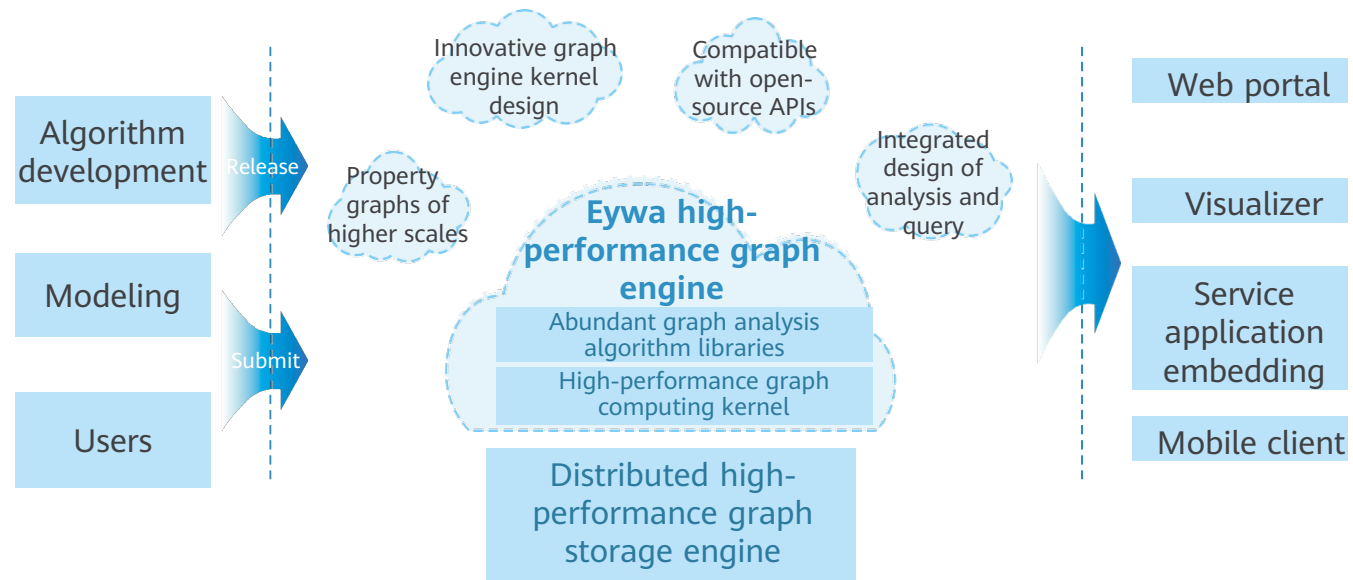 Algorithm
development
Modeling
Users
Release
Submit
Property
graphs of
higher scales
Innovative graph
engine kernel
design
Compatible
with open-
source APIs
Integrated
design of
analysis and
query
Eywa high-
performance graph
engine
Abundant graph analysis
algorithm libraries
High-performance graph
computing kernel
Distributed high-
performance graph
storage engine
Web portal
Visualizer
Service
application
embedding
Mobile client